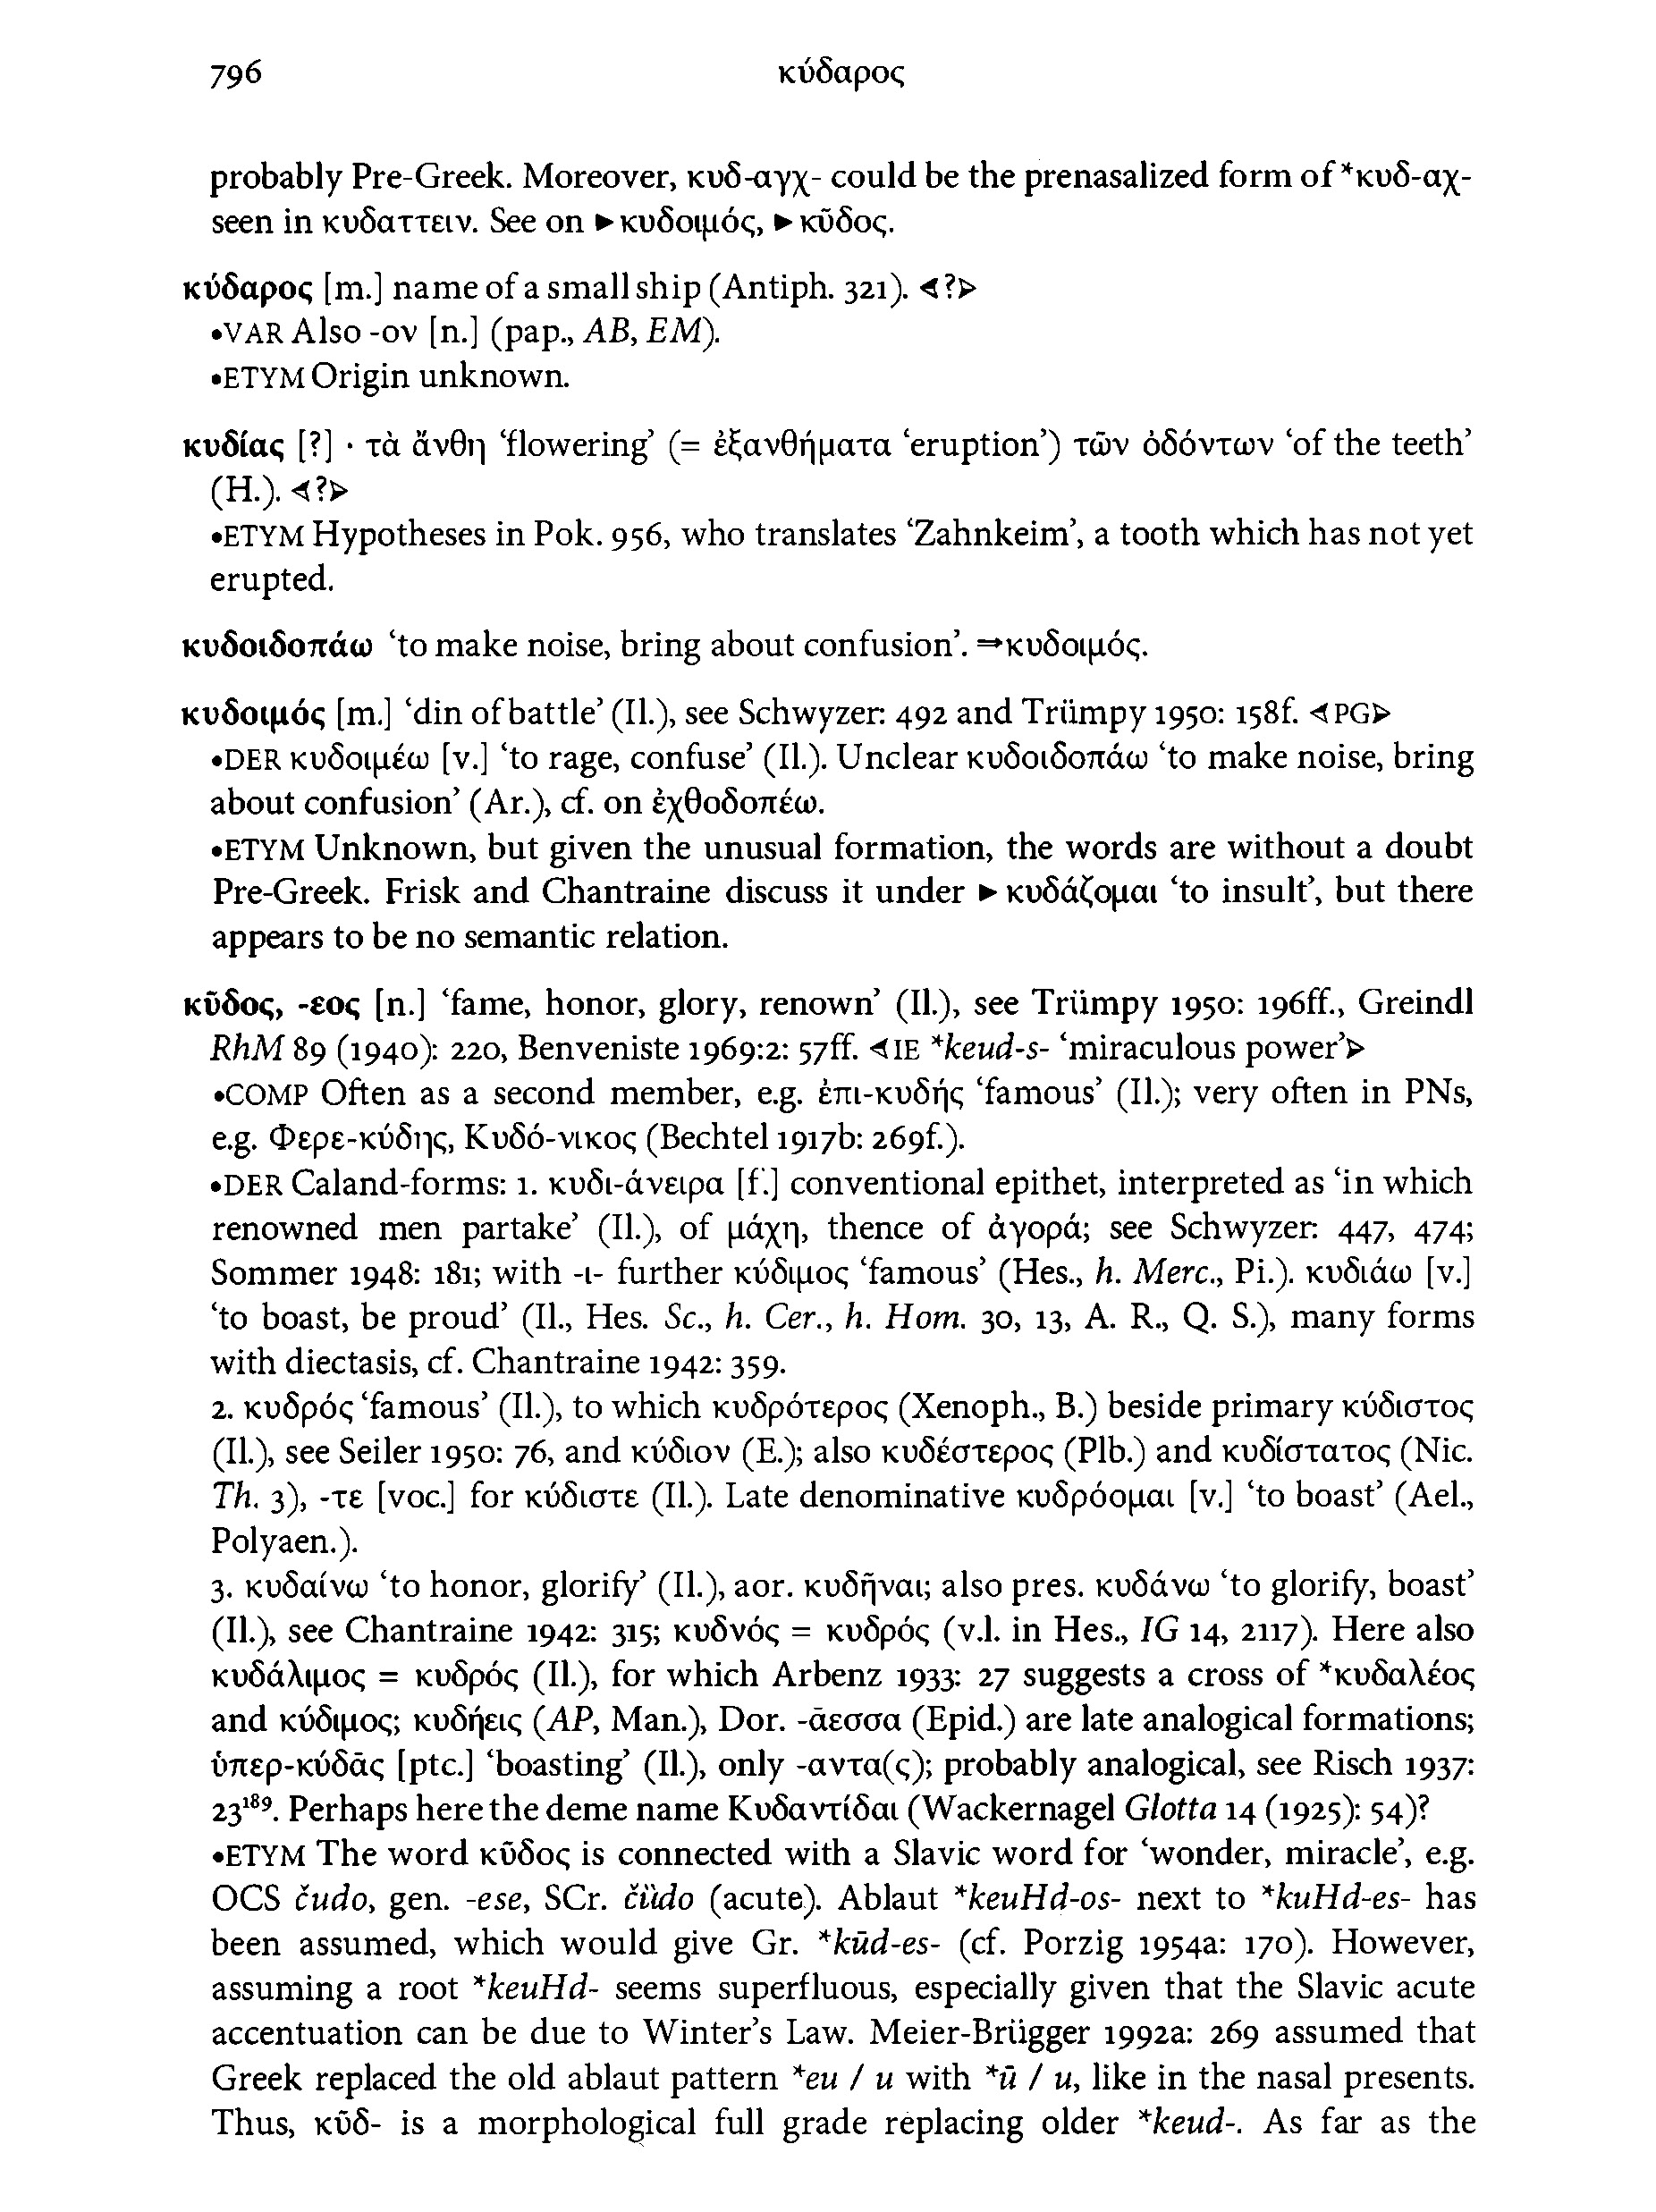 796 κύδαρος
probably Pre-Greek. Moreover, κυδ-αγχ- could be the prenasalized form of *κυδ-αχ-
seen in κυδαττειν. See on ►κυδοιμός, ►κῦδος.
κύδαρος [m.] name of a small ship (Antiph. 321). ◄?►
•VAR Also -ον [n.] (pap., AB, EM).
•ETYM Origin unknown.
κυδίας [?] · τὰ ἄνθη ‘flowering’ (= ἐξανθήματα ‘eruption’) τῶν ὀδόντων ‘of the teeth’
(H.). ◄?►
•ETYM Hypotheses in Pok. 956, who translates ‘Zahnkeim’, a tooth which has not yet
erupted.
κυδοιδοπάω ‘to make noise, bring about confusion’. ⇒κυδοιμός.
κυδοιμός [m.] ‘din of battle’ (Il.), see Schwyzer: 492 and Trümpy 1950: 158f. ◄PG►
•DER κυδοιμέω [v.] ‘to rage, confuse’ (Il.). Unclear κυδοιδοπάω ‘to make noise, bring
about confusion’ (Ar.), cf. on ἐχθοδοπέω.
•ETYM Unknown, but given the unusual formation, the words are without a doubt
Pre-Greek. Frisk and Chantraine discuss it under ►κυδάζομαι ‘to insult’, but there
appears to be no semantic relation.
κῦδος, -εος [n.] ‘fame, honor, glory, renown’ (Il.), see Trümpy 1950: 196ff., Greindl
RhM 89 (1940): 220, Benveniste 1969:2: 57ff. ◄IE *keud-s- ‘miraculous power’►
•COMP Often as a second member, e.g. ἐπι-κυδής ‘famous’ (Il.); very often in PNs,
e.g. Φερε-κύδης, Κυδό-νικος (Bechtel 1917b: 269f.).
•DER Caland-forms: 1. κυδι-άνειρα [f.] conventional epithet, interpreted as ‘in which
renowned men partake’ (Il.), of μάχη, thence of ἀγορά; see Schwyzer: 447, 474;
Sommer 1948: 181; with -ι- further κύδιμος ‘famous’ (Hes., h. Merc., Pi.). κυδιάω [v.]
‘to boast, be proud’ (Il., Hes. Sc., h. Cer., h. Hom. 30, 13, A. R., Q. S.), many forms
with diectasis, cf. Chantraine 1942: 359.
2. κυδρός ‘famous’ (Il.), to which κυδρότερος (Xenoph., B.) beside primary κύδιστος
(Il.), see Seiler 1950: 76, and κύδιον (E.); also κυδέστερος (Plb.) and κυδίστατος (Nic.
Th. 3), -τε [voc.] for κύδιστε (Il.). Late denominative κυδρόομαι [v.] ‘to boast’ (Ael.,
Polyaen.).
3. κυδαίνω ‘to honor, glorify’ (Il.), aor. κυδῆναι; also pres. κυδάνω ‘to glorify, boast’
(Il.), see Chantraine 1942: 315; κυδνός = κυδρός (v.l. in Hes., IG 14, 2117). Here also
κυδάλιμος = κυδρός (Il.), for which Arbenz 1933: 27 suggests a cross of *κυδαλέος
and κύδιμος; κυδήεις (AP, Man.), Dor. -ᾱεσσα (Epid.) are late analogical formations;
ὑπερ-κύδᾱς [ptc.] ‘boasting’ (Il.), only -αντα(ς); probably analogical, see Risch 1937:
23¹⁸⁹. Perhaps here the deme name Κυδαντίδαι (Wackernagel Glotta 14 (1925): 54)?
•ETYM The word κῦδος is connected with a Slavic word for ‘wonder, miracle’, e.g.
OCS čudo, gen. -ese, SCr. čȕdo (acute). Ablaut *keuHd-os- next to *kuHd-es- has
been assumed, which would give Gr. *kūd-es- (cf. Porzig 1954a: 170). However,
assuming a root *keuHd- seems superfluous, especially given that the Slavic acute
accentuation can be due to Winter’s Law. Meier-Brügger 1992a: 269 assumed that
Greek replaced the old ablaut pattern *eu / u with *ū / u, like in the nasal presents.
Thus, κῡδ- is a morphological full grade replacing older *keud-. As far as the